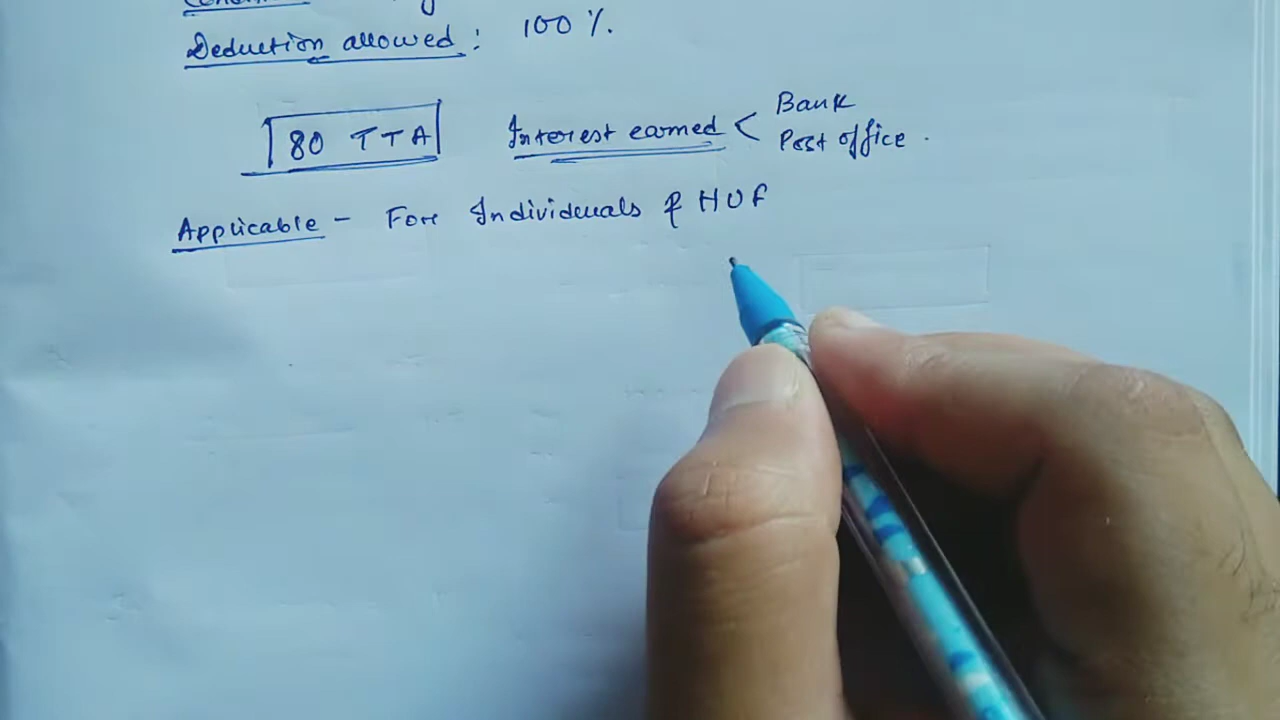 Deduction allowed : 100 %.
80 TTA Interest earned < Bank
Post office .
Applicable - For Individuals & HUF